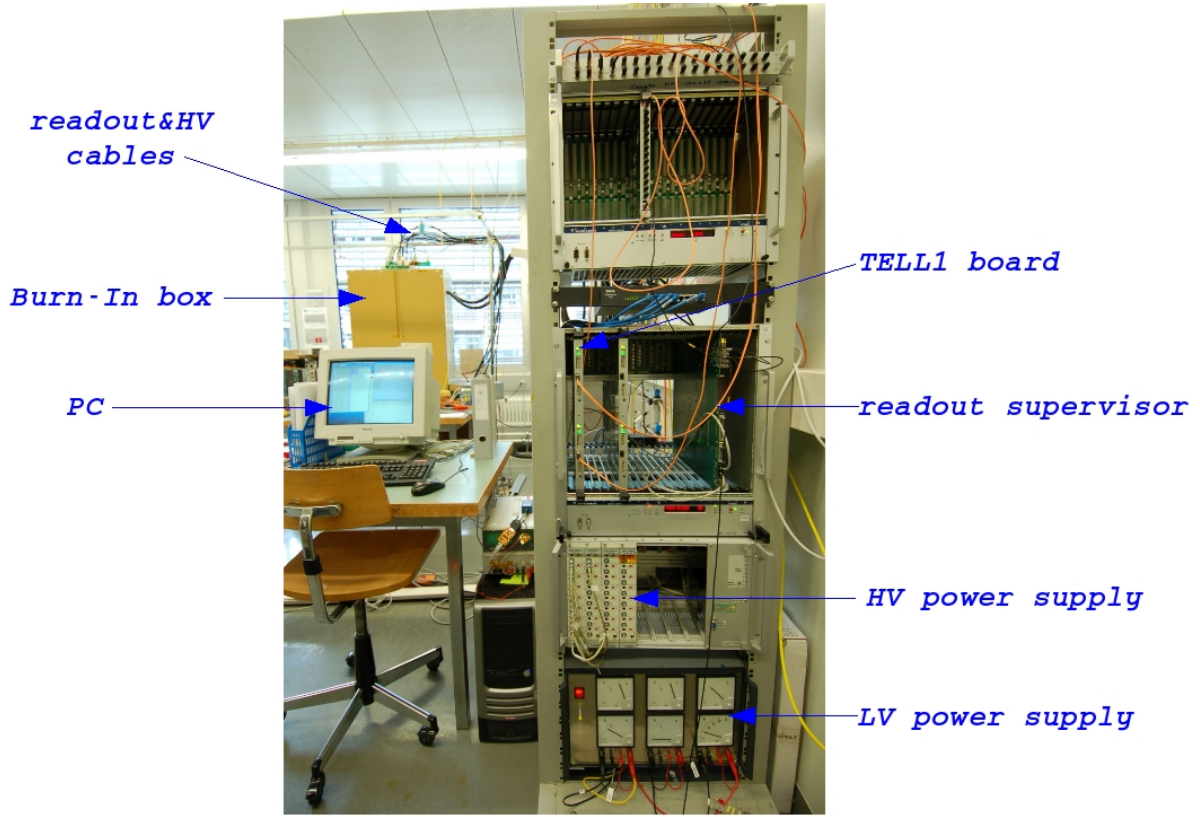 readout&HV
cables
Burn-In box
PC
TELL1 board
readout supervisor
HV power supply
LV power supply